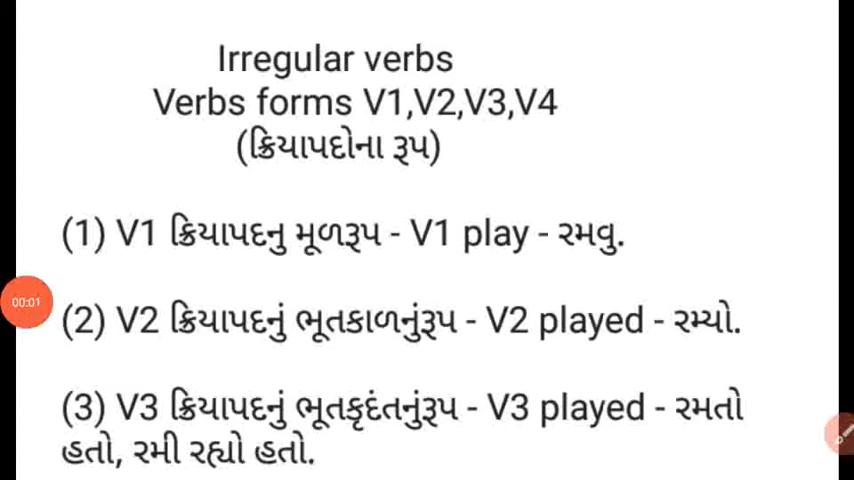 Irregular verbs
Verbs forms V1,V2,V3,V4
(ક્રિયાપદોના રૂપ)
(1) V1 ક્રિયાપદનુ મૂળરૂપ - V1 play - રમવુ.
00:01
(2) V2 ક્રિયાપદનું ભૂતકાળનુંરૂપ - V2 played - રમ્યો.
(3) V3 ક્રિયાપદનું ભૂતકૃદંતનુંરૂપ - V3 played - રમતો
હતો, રમી રહ્યો હતો.